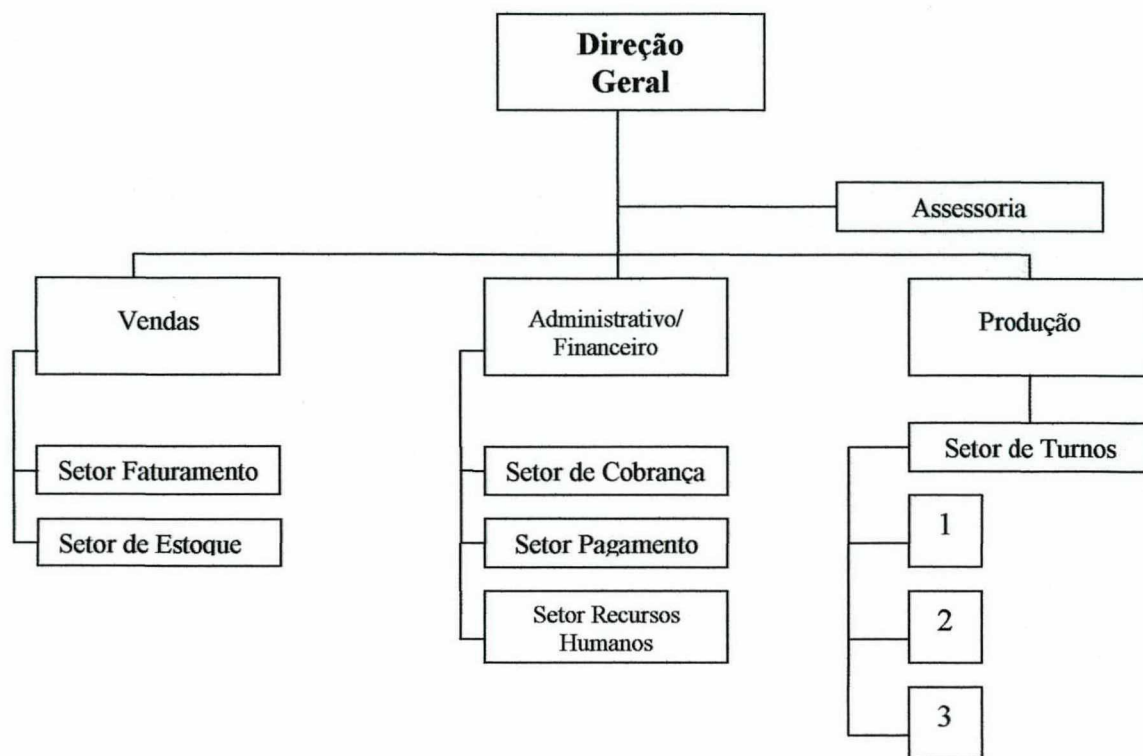 Direção
Geral
Assessoria
Vendas
Administrativo/
Financeiro
Produção
Setor Faturamento
Setor de Estoque
Setor de Cobrança
Setor Pagamento
Setor Recursos
Humanos
Setor de Turnos
1
2
3